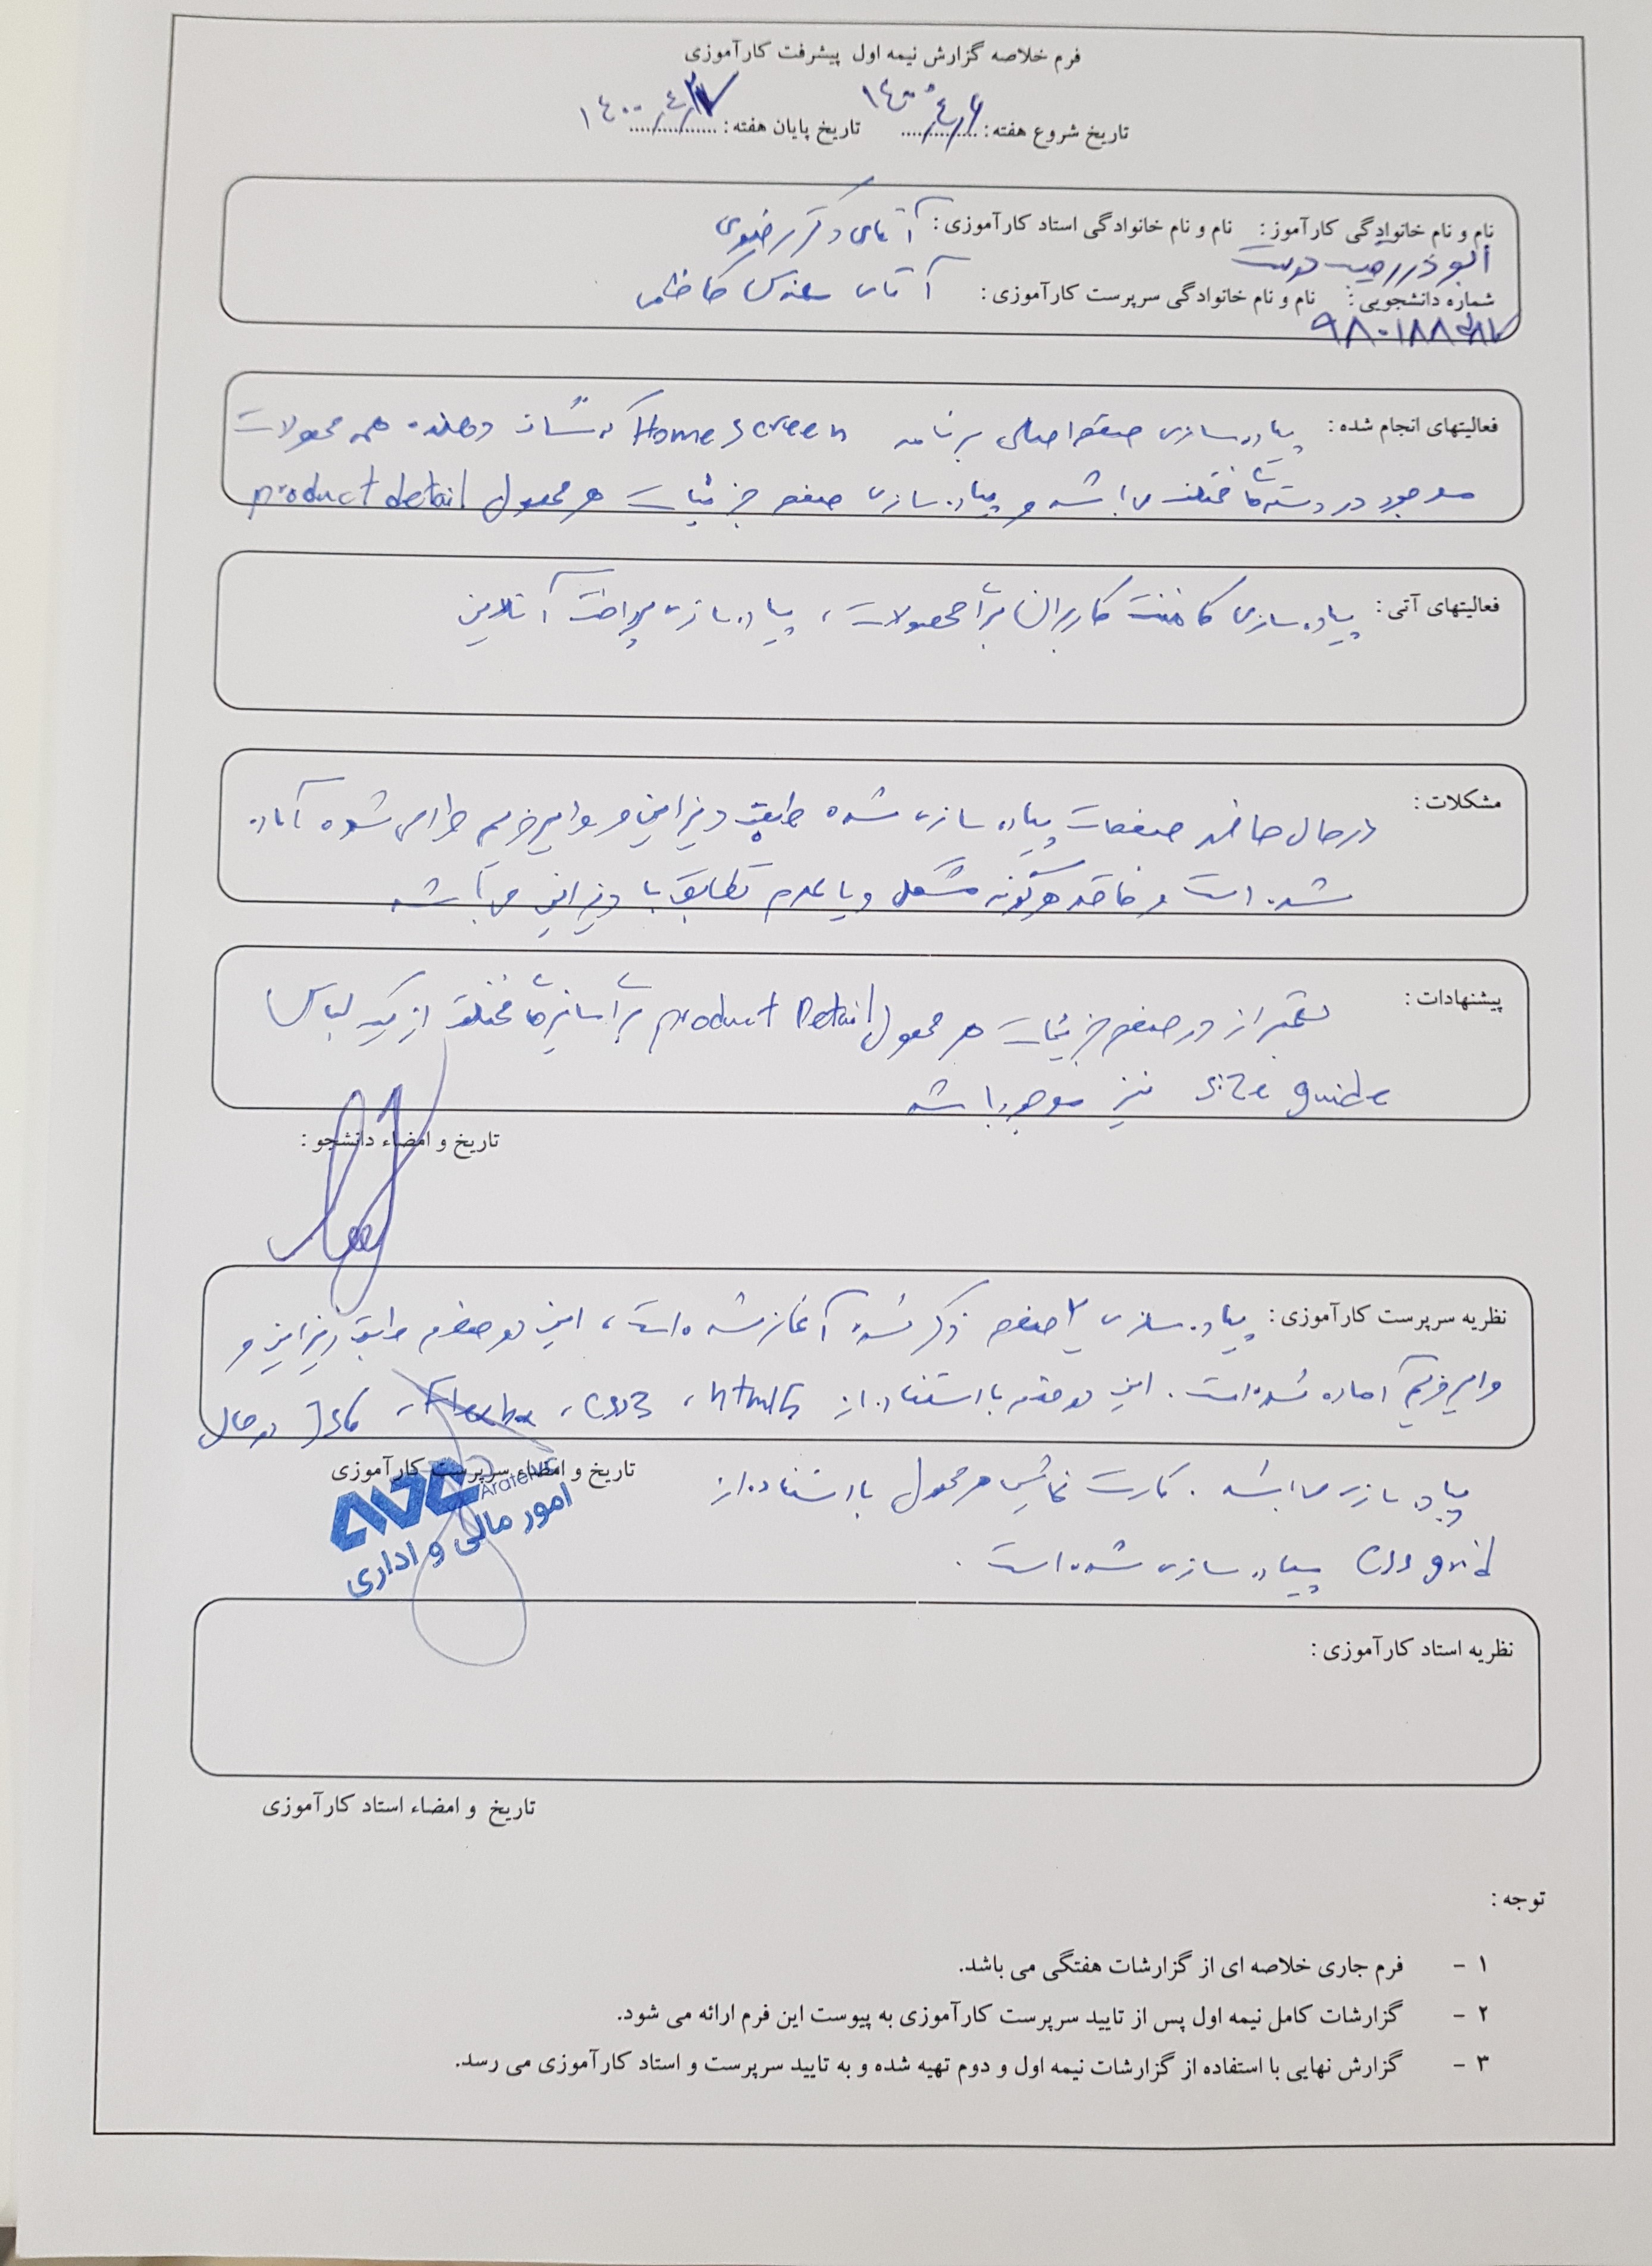 فرم خلاصه گزارش نیمه اول پیشرفت کارآموزی
تاریخ شروع هفته : ۱۴۰۰/۴/۶ تاریخ پایان هفته : ۱۴۰۰/۴/
نام و نام خانوادگی کارآموز : نام و نام خانوادگی استاد کارآموزی : آقای دکتر رضوی
ابوذر
شماره دانشجویی : نام و نام خانوادگی سرپرست کارآموزی : آقای مهندس کاظمی
فعالیتهای انجام شده : پیاده سازی صفحه اصلی برنامه Home screen که نشان دهنده همه محصولات
موجود در دسته های مختلف می باشد و پیاده سازی صفحه جزئیات هر محصول product detail
فعالیتهای آتی : پیاده سازی کامنت کاربران برای محصولات ، پیاده سازی پرداخت آنلاین
مشکلات : در حال حاضر صفحات پیاده سازی شده طبق دیزاین و وایرفریم طراحی شده آماده
شده است و فاقد هرگونه مشکل و یا عدم تطابق با دیزاین می باشد
پیشنهادات : بهتر از در صفحه جزئیات هر محصول product Detail برای سایزهای مختلف از یک لباس
size guide نیز موجود باشد
تاریخ و امضاء دانشجو :
نظریه سرپرست کارآموزی : پیاده سازی ۲ صفحه ذکر شده آغاز شده است ، این دو صفحه طبق دیزاین و
وایرفریم آماده شده است . این دو صفحه با استفاده از html5 ، css3 ، Flexbox ، در حال
تاریخ و امضاء سرپرست کارآموزی
پیاده سازی می باشد . کارت نمایش هر محصول با استفاده از
AVC
AratelVC
امور مالی و اداری
css grid پیاده سازی شده است .
نظریه استاد کارآموزی :
تاریخ و امضاء استاد کارآموزی
توجه :
۱ - فرم جاری خلاصه ای از گزارشات هفتگی می باشد.
۲ - گزارشات کامل نیمه اول پس از تایید سرپرست کارآموزی به پیوست این فرم ارائه می شود.
۳ - گزارش نهایی با استفاده از گزارشات نیمه اول و دوم تهیه شده و به تایید سرپرست و استاد کارآموزی می رسد.